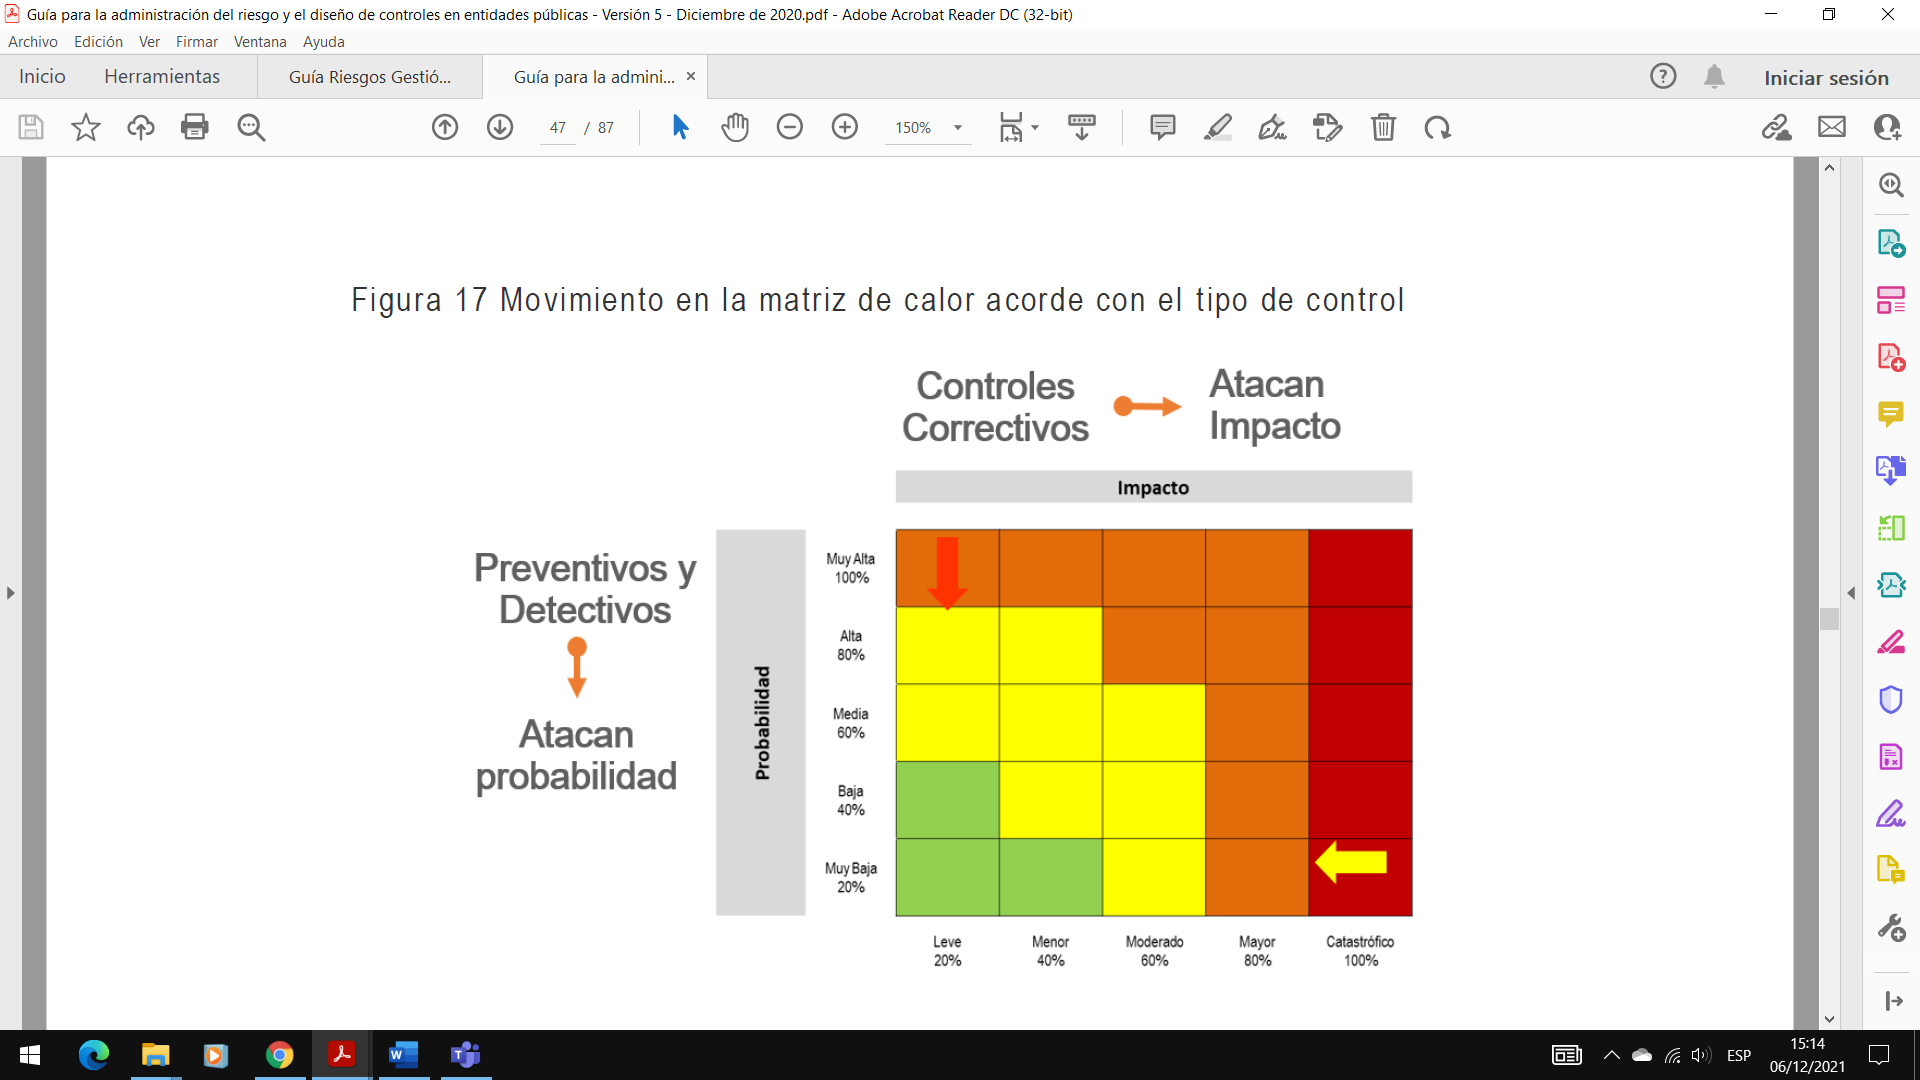 Guía para la administración del riesgo y el diseño de controles en entidades públicas - Versión 5 - Diciembre de 2020.pdf - Adobe Acrobat Reader DC (32-bit)
Archivo Edición Ver Firmar Ventana Ayuda
Inicio Herramientas Guía Riesgos Gestió... Guía para la admini... Iniciar sesión
47 / 87 150%
Figura 17 Movimiento en la matriz de calor acorde con el tipo de control
Controles
Correctivos
Atacan
Impacto
Impacto
Preventivos y
Detectivos
Atacan
probabilidad
Probabilidad
Muy Alta
100%
Alta
80%
Media
60%
Baja
40%
Muy Baja
20%
Leve
20%
Menor
40%
Moderado
60%
Mayor
80%
Catastrófico
100%
ESP
15:14
06/12/2021